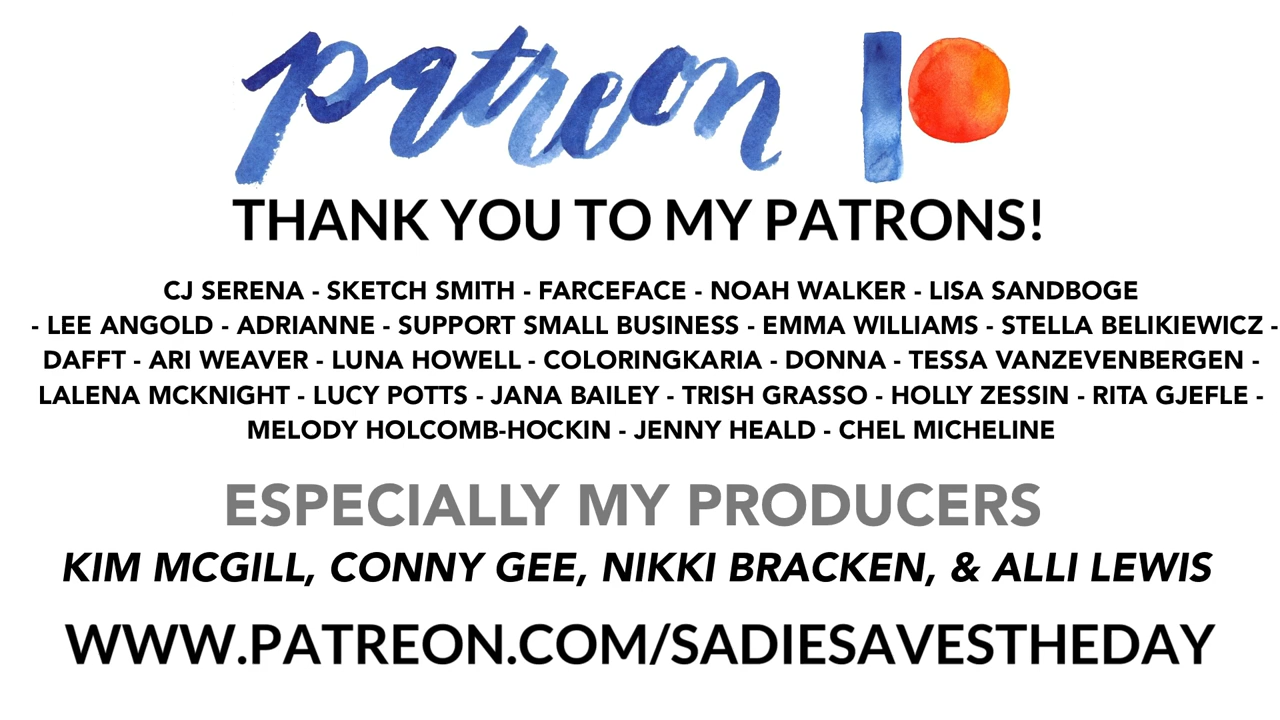 patreon
THANK YOU TO MY PATRONS!
CJ SERENA - SKETCH SMITH - FARCEFACE - NOAH WALKER - LISA SANDBOGE
- LEE ANGOLD - ADRIANNE - SUPPORT SMALL BUSINESS - EMMA WILLIAMS - STELLA BELIKIEWICZ -
DAFFT - ARI WEAVER - LUNA HOWELL - COLORINGKARIA - DONNA - TESSA VANZEVENBERGEN -
LALENA MCKNIGHT - LUCY POTTS - JANA BAILEY - TRISH GRASSO - HOLLY ZESSIN - RITA GJEFLE -
MELODY HOLCOMB-HOCKIN - JENNY HEALD - CHEL MICHELINE
ESPECIALLY MY PRODUCERS
KIM MCGILL, CONNY GEE, NIKKI BRACKEN, & ALLI LEWIS
WWW.PATREON.COM/SADIESAVESTHEDAY